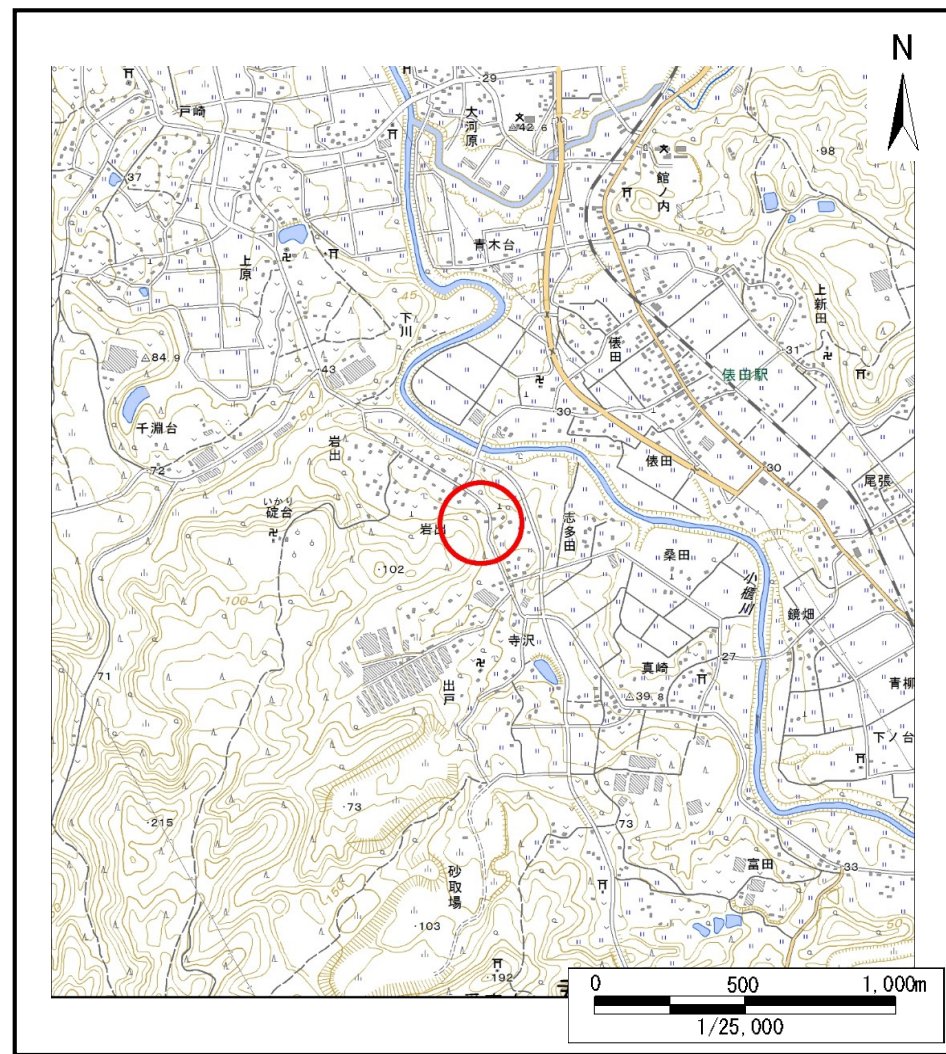 N
29
大河原
42.6
25
戸崎
98
館ノ内
37
50
青木台
上原
45
下川
上新田
俵田
31
俵田駅
84.9
43
30
千淵台
50
岩出
72
俵田
30
尾張
いかり
碇台
岩出
志多田
桑田
102
小櫃川
100
鏡畑
寺沢
27
真崎
71
出戸
39.8
青柳
下ノ台
73
73
215
富田
33
砂取場
150
103
50
192
0 500 1,000m
1/25,000